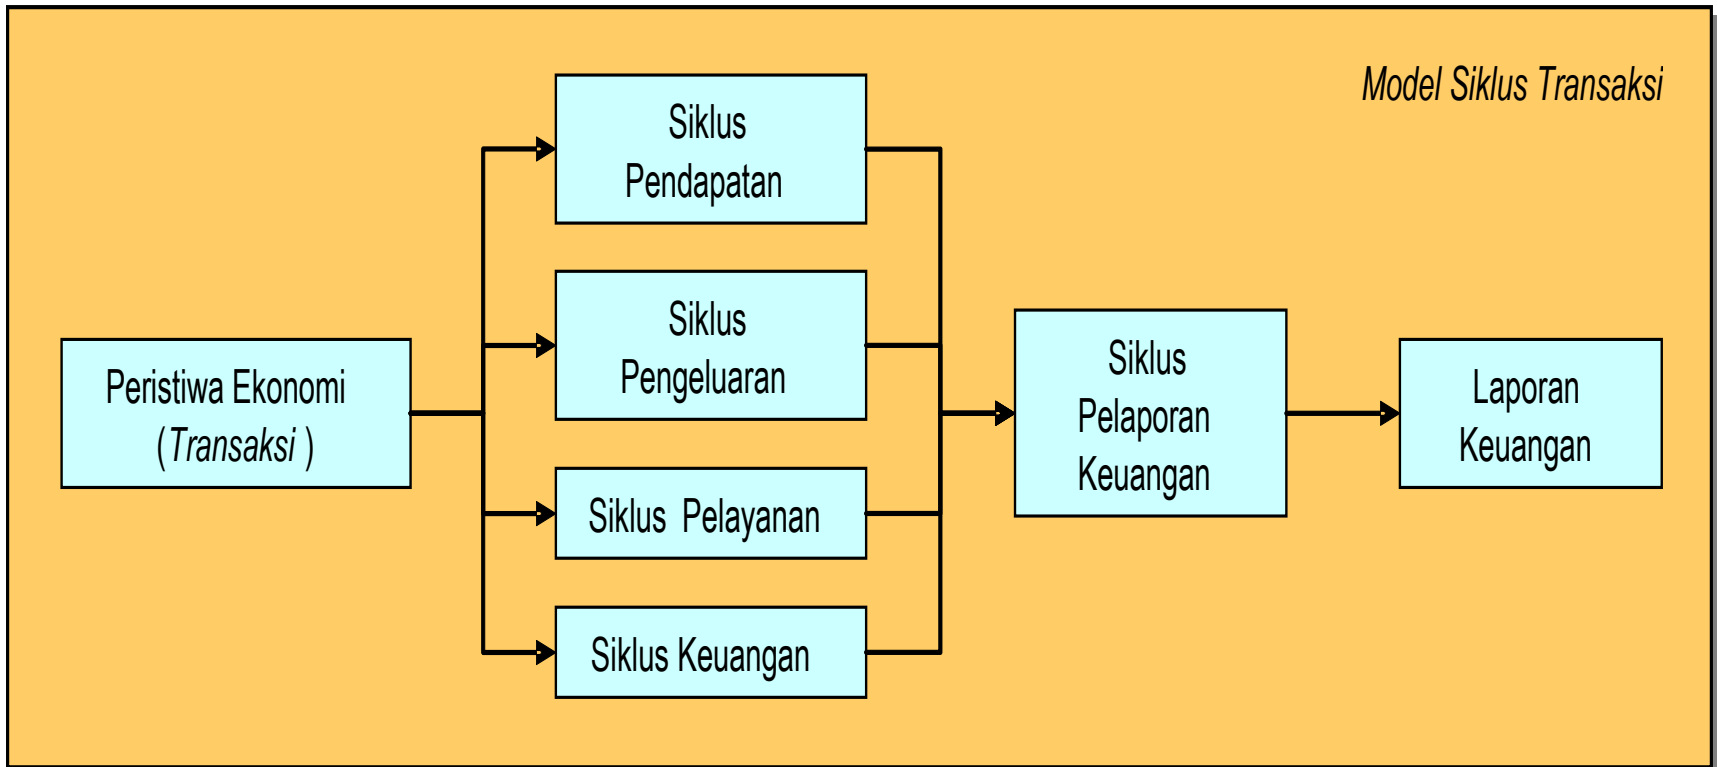 Model Siklus Transaksi
Peristiwa Ekonomi
(Transaksi )
Siklus
Pendapatan
Siklus
Pengeluaran
Siklus Pelayanan
Siklus Keuangan
Siklus
Pelaporan
Keuangan
Laporan
Keuangan